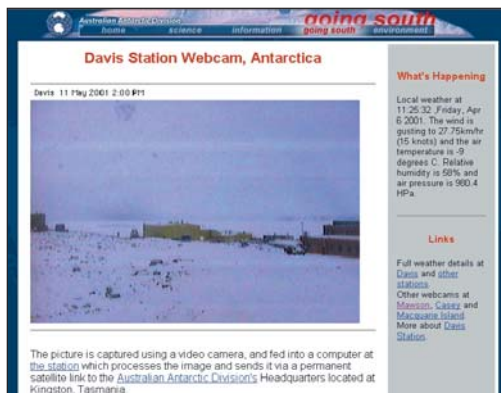 Australian Antarctic Division
going south
home science information going south environment
Davis Station Webcam, Antarctica
Davis 11 May 2001 2:00 PM
The picture is captured using a video camera, and fed into a computer at
the station which processes the image and sends it via a permanent
satellite link to the Australian Antarctic Division's Headquarters located at
Kingston, Tasmania.
What's Happening
Local weather at
11:25:32 ,Friday, Apr
6 2001. The wind is
gusting to 27.75km/hr
(15 knots) and the air
temperature is -9
degrees C. Relative
humidity is 58% and
air pressure is 980.4
HPa.
Links
Full weather details at
Davis and other
stations.
Other webcams at
Mawson, Casey and
Macquarie Island.
More about Davis
Station.